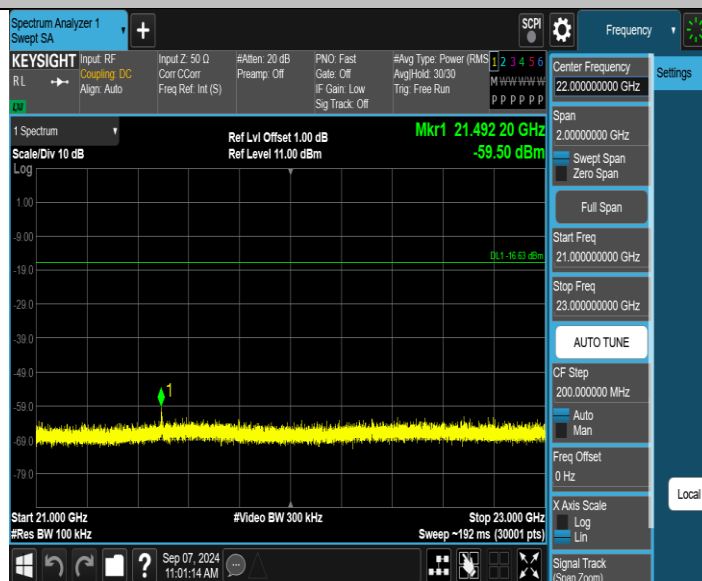 Spectrum Analyzer 1
Swept SA
+
SCPI
Frequency
KEYSIGHT
Input: RF
Input Z: 50 Ω
#Atten: 20 dB
PNO: Fast
#Avg Type: Power (RMS
1 2 3 4 5 6
R L
Coupling: DC
Corr CCorr
Preamp: Off
Gate: Off
Avg|Hold: 30/30
M W W W W W
Align: Auto
Freq Ref: Int (S)
IF Gain: Low
Trig: Free Run
Sig Track: Off
P P P P P P
LXI
1 Spectrum
Ref Lvl Offset 1.00 dB
Mkr1 21.492 20 GHz
Scale/Div 10 dB
Ref Level 11.00 dBm
-59.50 dBm
Log
1.00
-9.00
DL1 -16.63 dBm
-19.0
-29.0
-39.0
-49.0
1
-59.0
-69.0
-79.0
Start 21.000 GHz
#Video BW 300 kHz
Stop 23.000 GHz
#Res BW 100 kHz
Sweep ~192 ms (30001 pts)
?
Sep 07, 2024
11:01:14 AM
Center Frequency
22.000000000 GHz
Settings
Span
2.00000000 GHz
Swept Span
Zero Span
Full Span
Start Freq
21.000000000 GHz
Stop Freq
23.000000000 GHz
AUTO TUNE
CF Step
200.000000 MHz
Auto
Man
Freq Offset
0 Hz
Local
X Axis Scale
Log
Lin
Signal Track
(Span Zoom)